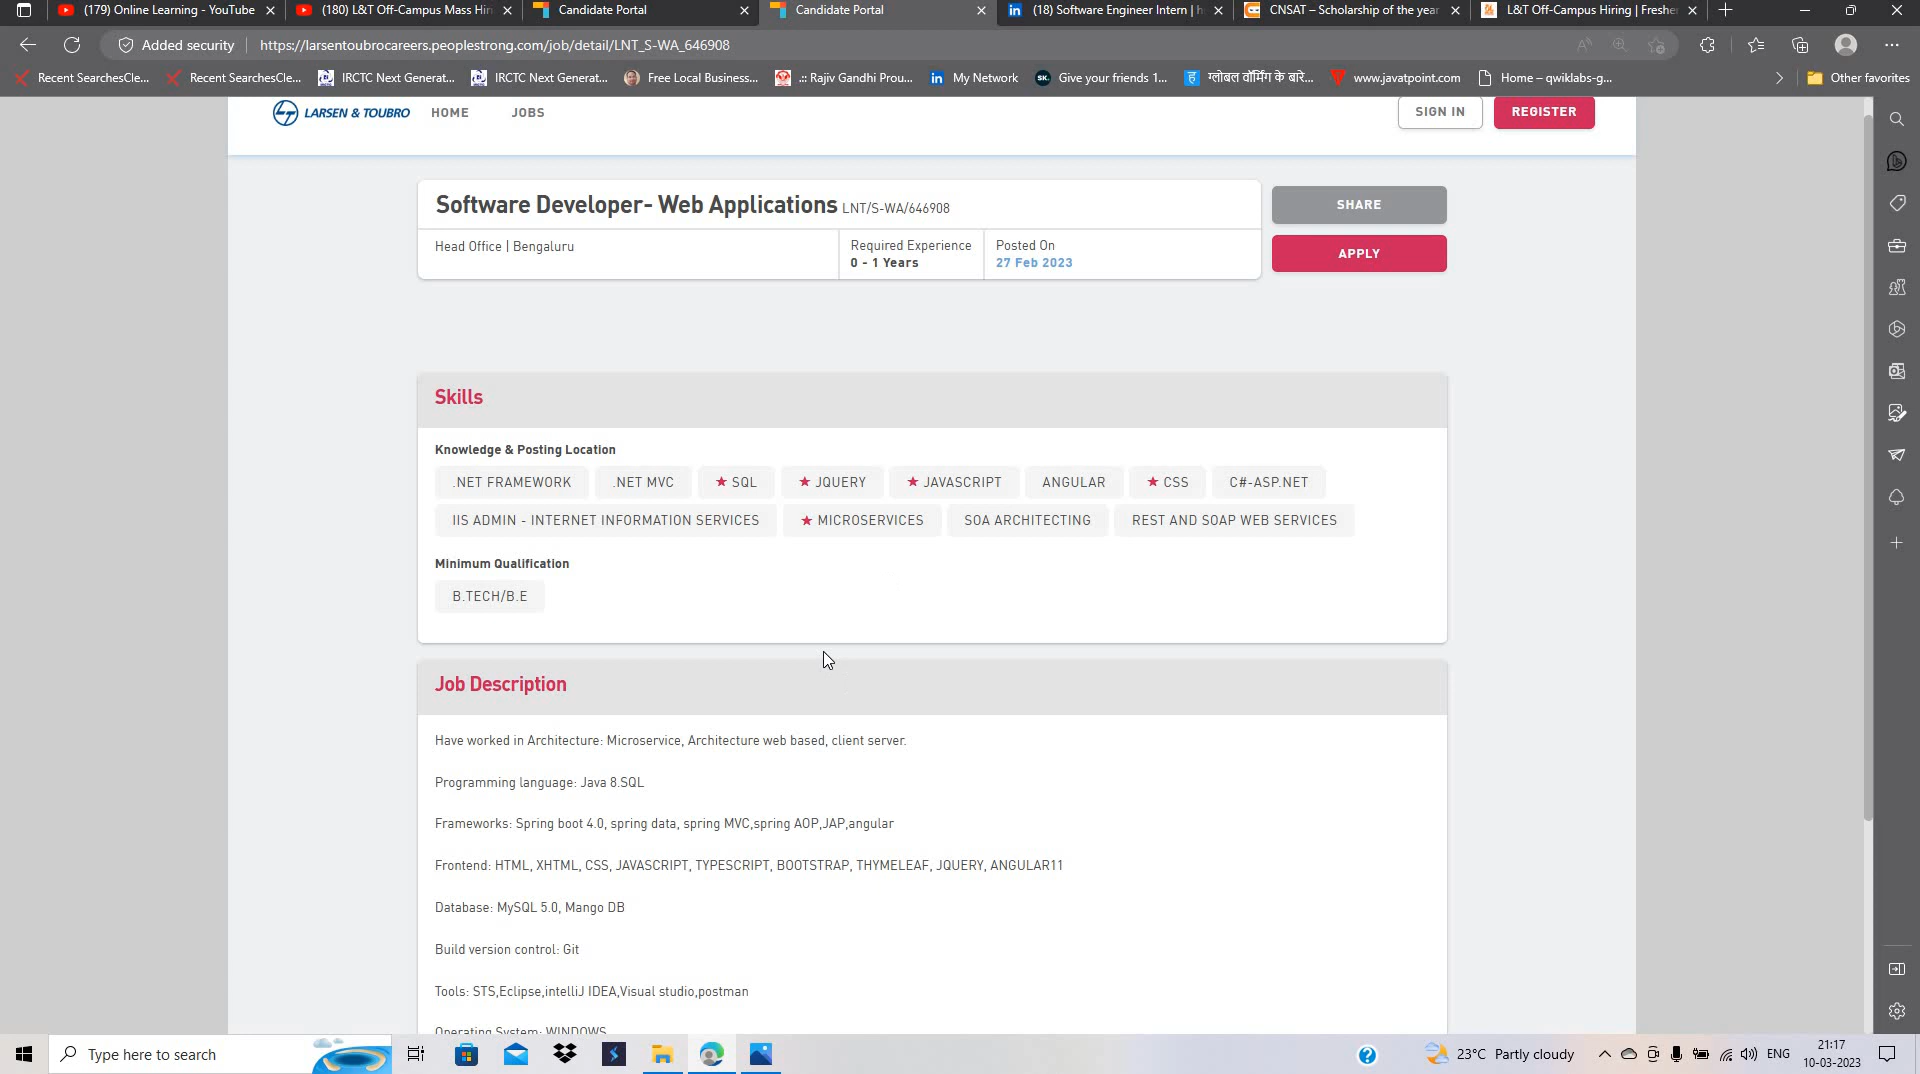 (179) Online Learning - YouTube
(180) L&T Off-Campus Mass Hir
Candidate Portal
Candidate Portal
(18) Software Engineer Intern | h
CNSAT – Scholarship of the year
L&T Off-Campus Hiring | Freshe
Added security
https://larsentoubrocareers.peoplestrong.com/job/detail/LNT_S-WA_646908
Recent SearchesCle...
Recent SearchesCle...
IRCTC Next Generat...
IRCTC Next Generat...
Free Local Business...
.:: Rajiv Gandhi Prou...
My Network
Give your friends 1...
ग्लोबल वॉर्मिंग के बारे...
www.javatpoint.com
Home – qwiklabs-g...
Other favorites
LARSEN & TOUBRO
HOME
JOBS
SIGN IN
REGISTER
Software Developer- Web Applications LNT/S-WA/646908
SHARE
Head Office | Bengaluru
Required Experience
0 - 1 Years
Posted On
27 Feb 2023
APPLY
Skills
Knowledge & Posting Location
.NET FRAMEWORK
.NET MVC
★ SQL
★ JQUERY
★ JAVASCRIPT
ANGULAR
★ CSS
C#-ASP.NET
IIS ADMIN - INTERNET INFORMATION SERVICES
★ MICROSERVICES
SOA ARCHITECTING
REST AND SOAP WEB SERVICES
Minimum Qualification
B.TECH/B.E
Job Description
Have worked in Architecture: Microservice, Architecture web based, client server.
Programming language: Java 8.SQL
Frameworks: Spring boot 4.0, spring data, spring MVC,spring AOP,JAP,angular
Frontend: HTML, XHTML, CSS, JAVASCRIPT, TYPESCRIPT, BOOTSTRAP, THYMELEAF, JQUERY, ANGULAR11
Database: MySQL 5.0, Mango DB
Build version control: Git
Tools: STS,Eclipse,intelliJ IDEA,Visual studio,postman
Operating System: WINDOWS
Type here to search
23°C Partly cloudy
ENG
21:17
10-03-2023